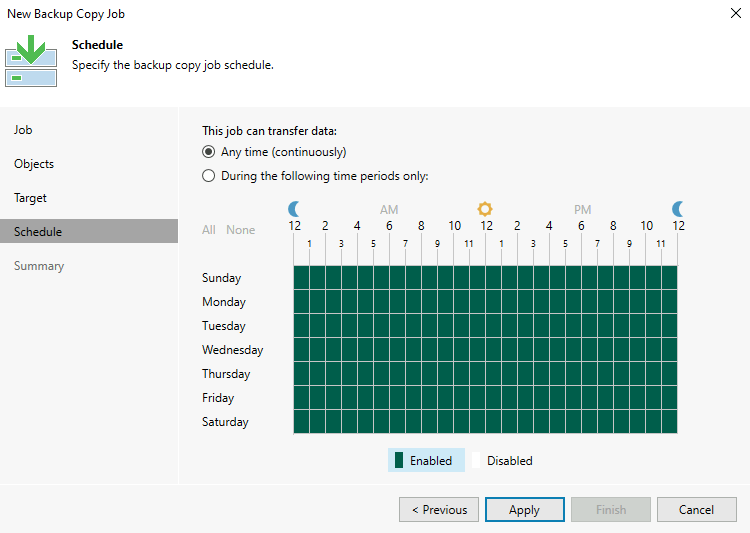 New Backup Copy Job
Schedule
Specify the backup copy job schedule.
Job
Objects
Target
Schedule
Summary
This job can transfer data:
Any time (continuously)
During the following time periods only:
AM PM
All None
12 2 4 6 8 10 12 2 4 6 8 10 12
1 3 5 7 9 11 1 3 5 7 9 11
Sunday
Monday
Tuesday
Wednesday
Thursday
Friday
Saturday
Enabled Disabled
< Previous Apply Finish Cancel